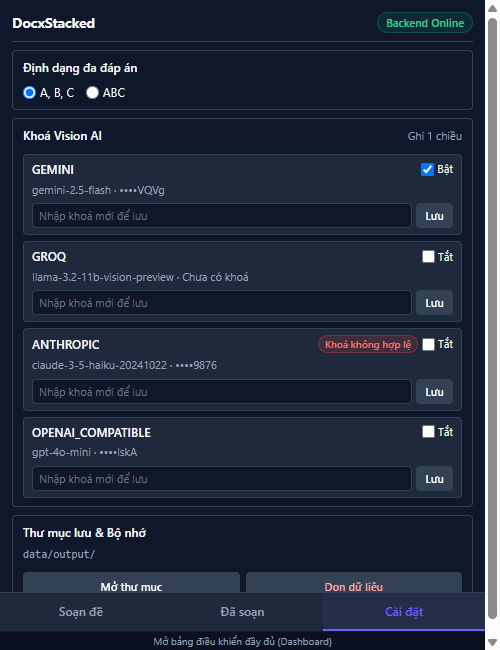 DocxStacked
Backend Online
Định dạng đa đáp án
A, B, C
ABC
Khoá Vision AI
Ghi 1 chiều
GEMINI
Bật
gemini-2.5-flash · ••••VQVg
Nhập khoá mới để lưu
Lưu
GROQ
Tắt
llama-3.2-11b-vision-preview · Chưa có khoá
Nhập khoá mới để lưu
Lưu
ANTHROPIC
Khoá không hợp lệ
Tắt
claude-3-5-haiku-20241022 · ••••9876
Nhập khoá mới để lưu
Lưu
OPENAI_COMPATIBLE
Tắt
gpt-4o-mini · ••••lskA
Nhập khoá mới để lưu
Lưu
Thư mục lưu & Bộ nhớ
data/output/
Mở thư mục
Dọn dữ liệu
Soạn đề
Đã soạn
Cài đặt
Mở bảng điều khiển đầy đủ (Dashboard)